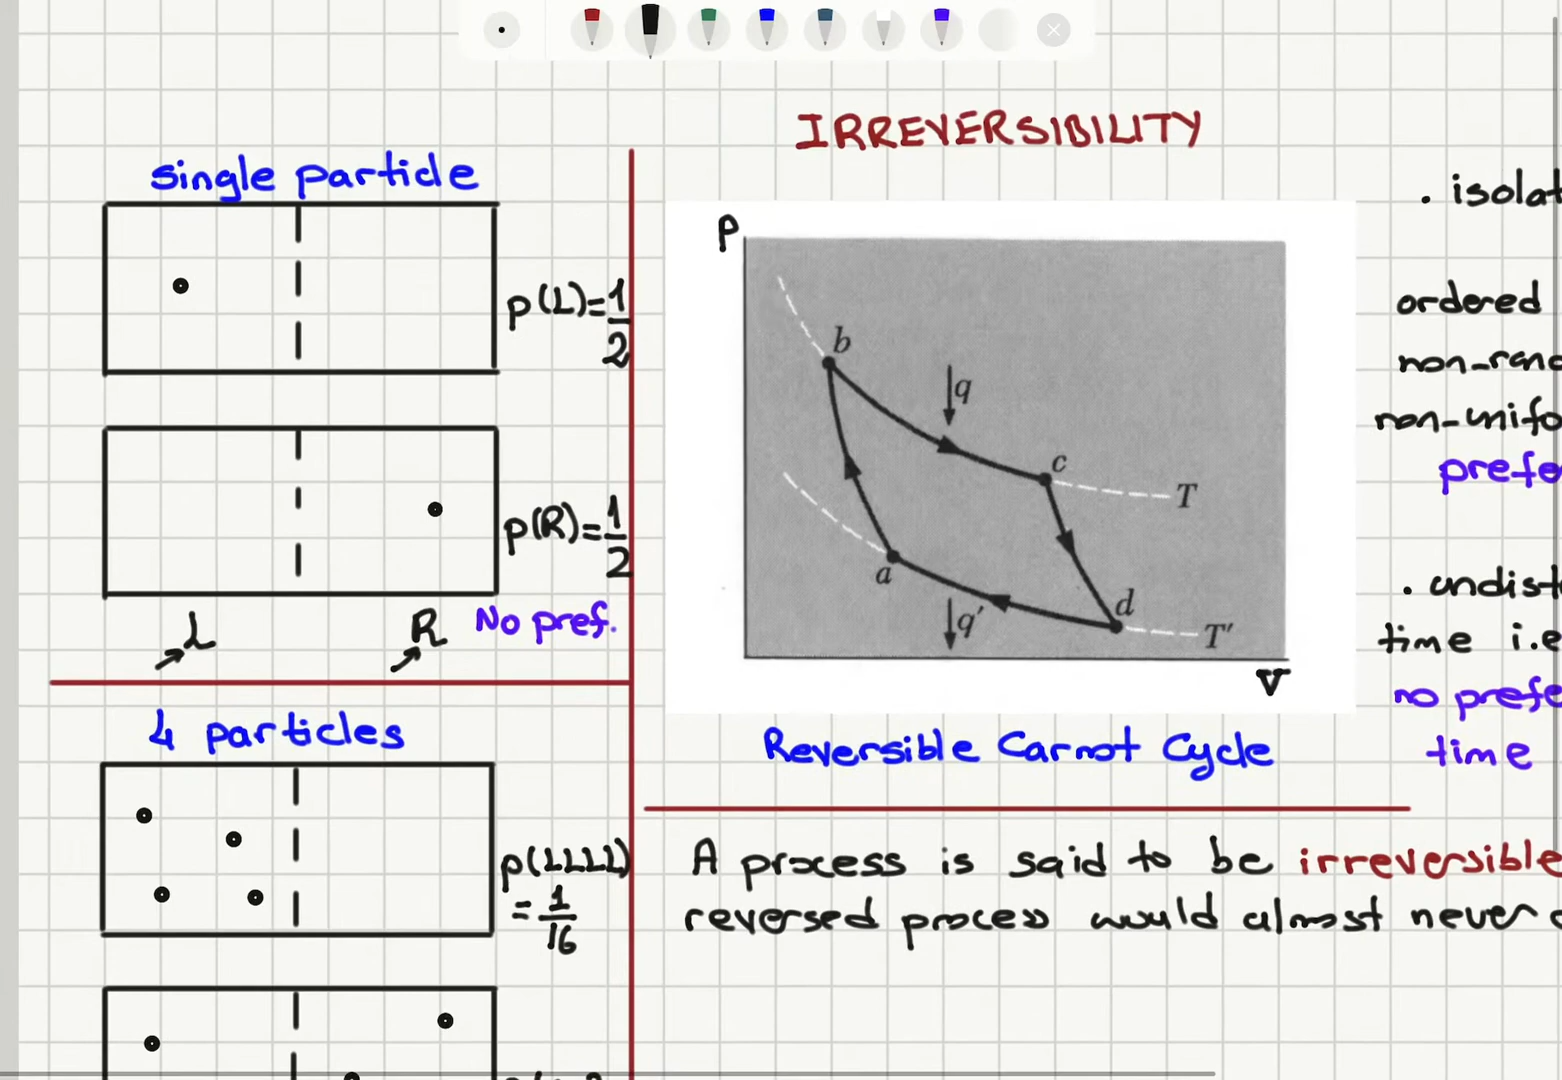 IRREVERSIBILITY
single particle
p(L)=1/2
p(R)=1/2
L
R
No pref.
4 particles
p(LLLL)
=1/16
P
b
q
c
T
a
q'
d
T'
V
Reversible Carnot Cycle
A process is said to be irreversible
reversed process would almost never
. isolat
ordered
non-rand
non-unifo
prefe
. undist
time i.e
no prefe
time